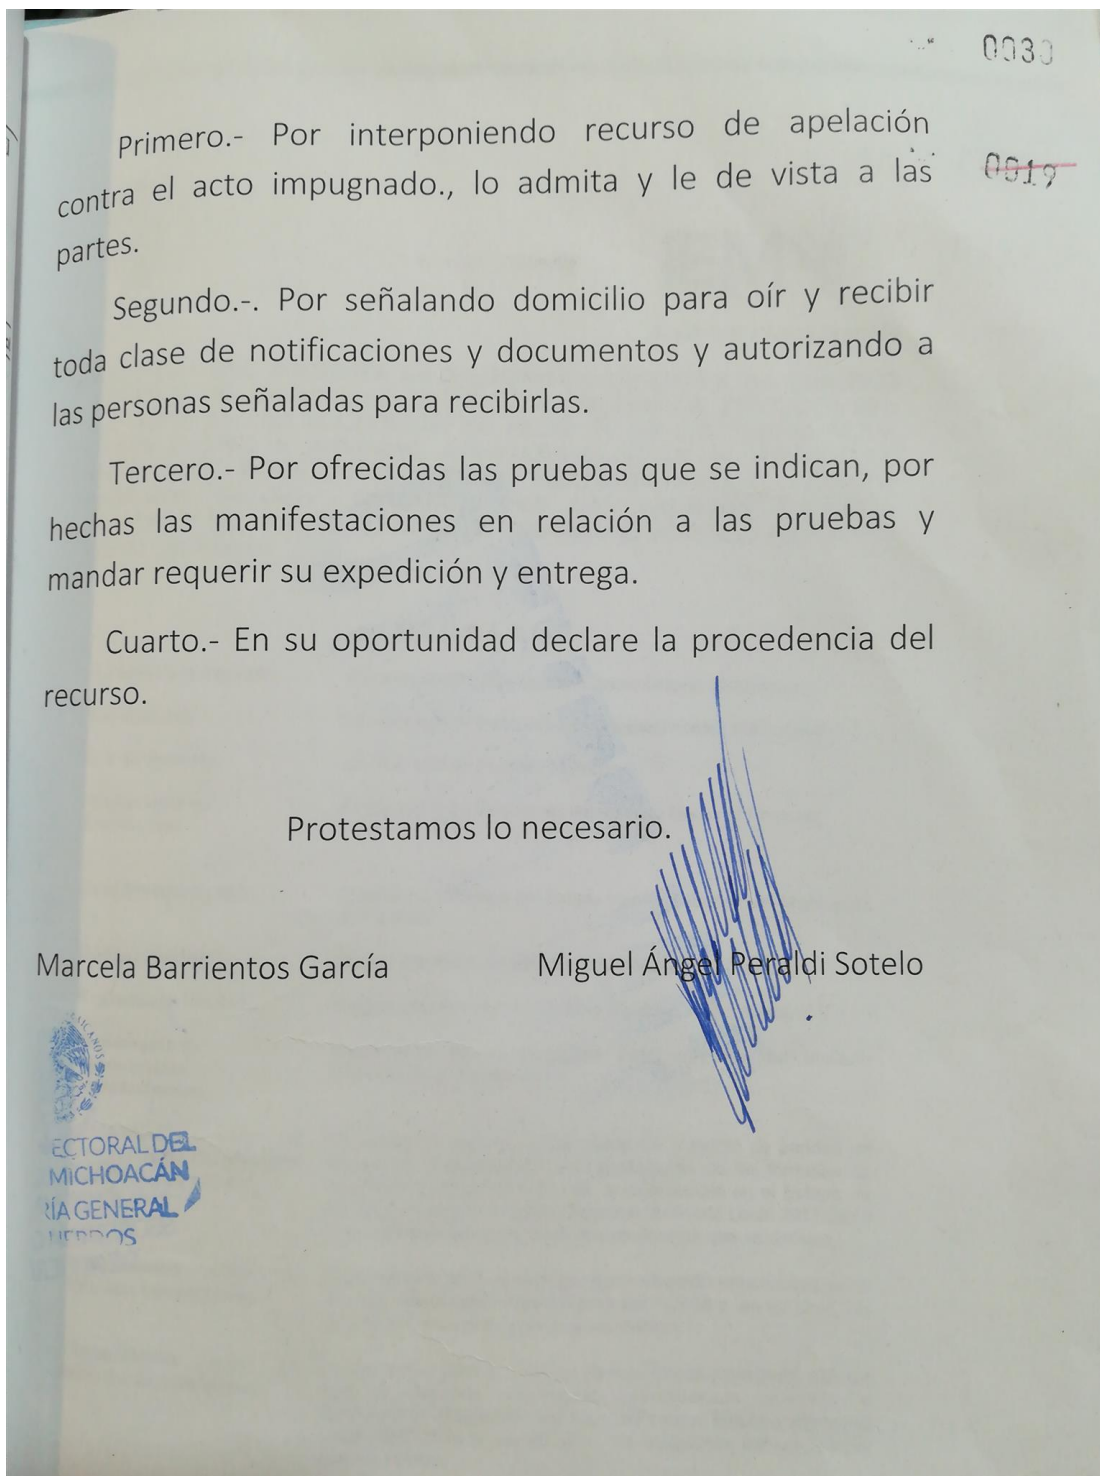 0030
Primero.- Por interponiendo recurso de apelación
0019
contra el acto impugnado., lo admita y le de vista a las
partes.
Segundo.-. Por señalando domicilio para oír y recibir
toda clase de notificaciones y documentos y autorizando a
las personas señaladas para recibirlas.
Tercero.- Por ofrecidas las pruebas que se indican, por
hechas las manifestaciones en relación a las pruebas y
mandar requerir su expedición y entrega.
Cuarto.- En su oportunidad declare la procedencia del
recurso.
Protestamos lo necesario.
Marcela Barrientos García
Miguel Ángel Peraldi Sotelo
ICANOS
ECTORAL DEL
MICHOACÁN
RÍA GENERAL